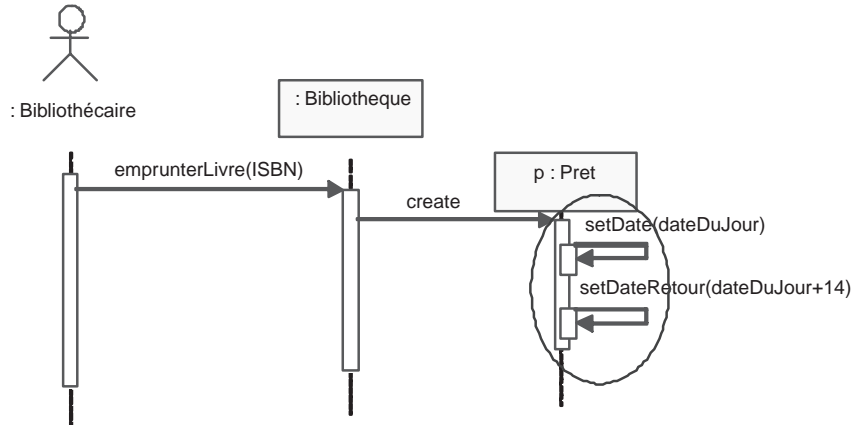 : Bibliothécaire
: Bibliotheque
emprunterLivre(ISBN)
p : Pret
create
setDate(dateDuJour)
setDateRetour(dateDuJour+14)